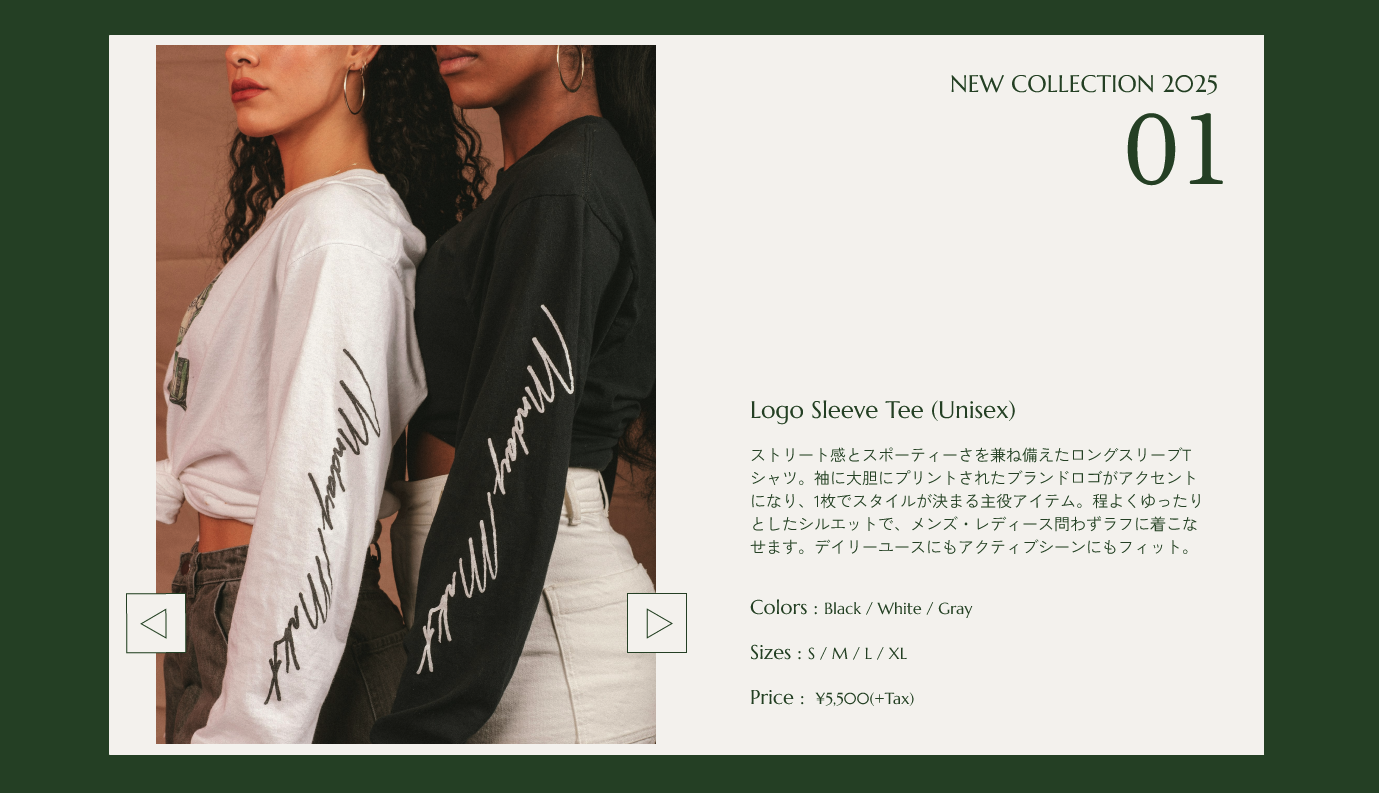 NEW COLLECTION 2025
01
Logo Sleeve Tee (Unisex)
ストリート感とスポーティーさを兼ね備えたロングスリーブT
シャツ。袖に大胆にプリントされたブランドロゴがアクセント
になり、1枚でスタイルが決まる主役アイテム。程よくゆったり
としたシルエットで、メンズ・レディース問わずラフに着こな
せます。デイリーユースにもアクティブシーンにもフィット。
Colors : Black / White / Gray
Sizes : S / M / L / XL
Price : ¥5,500(+Tax)